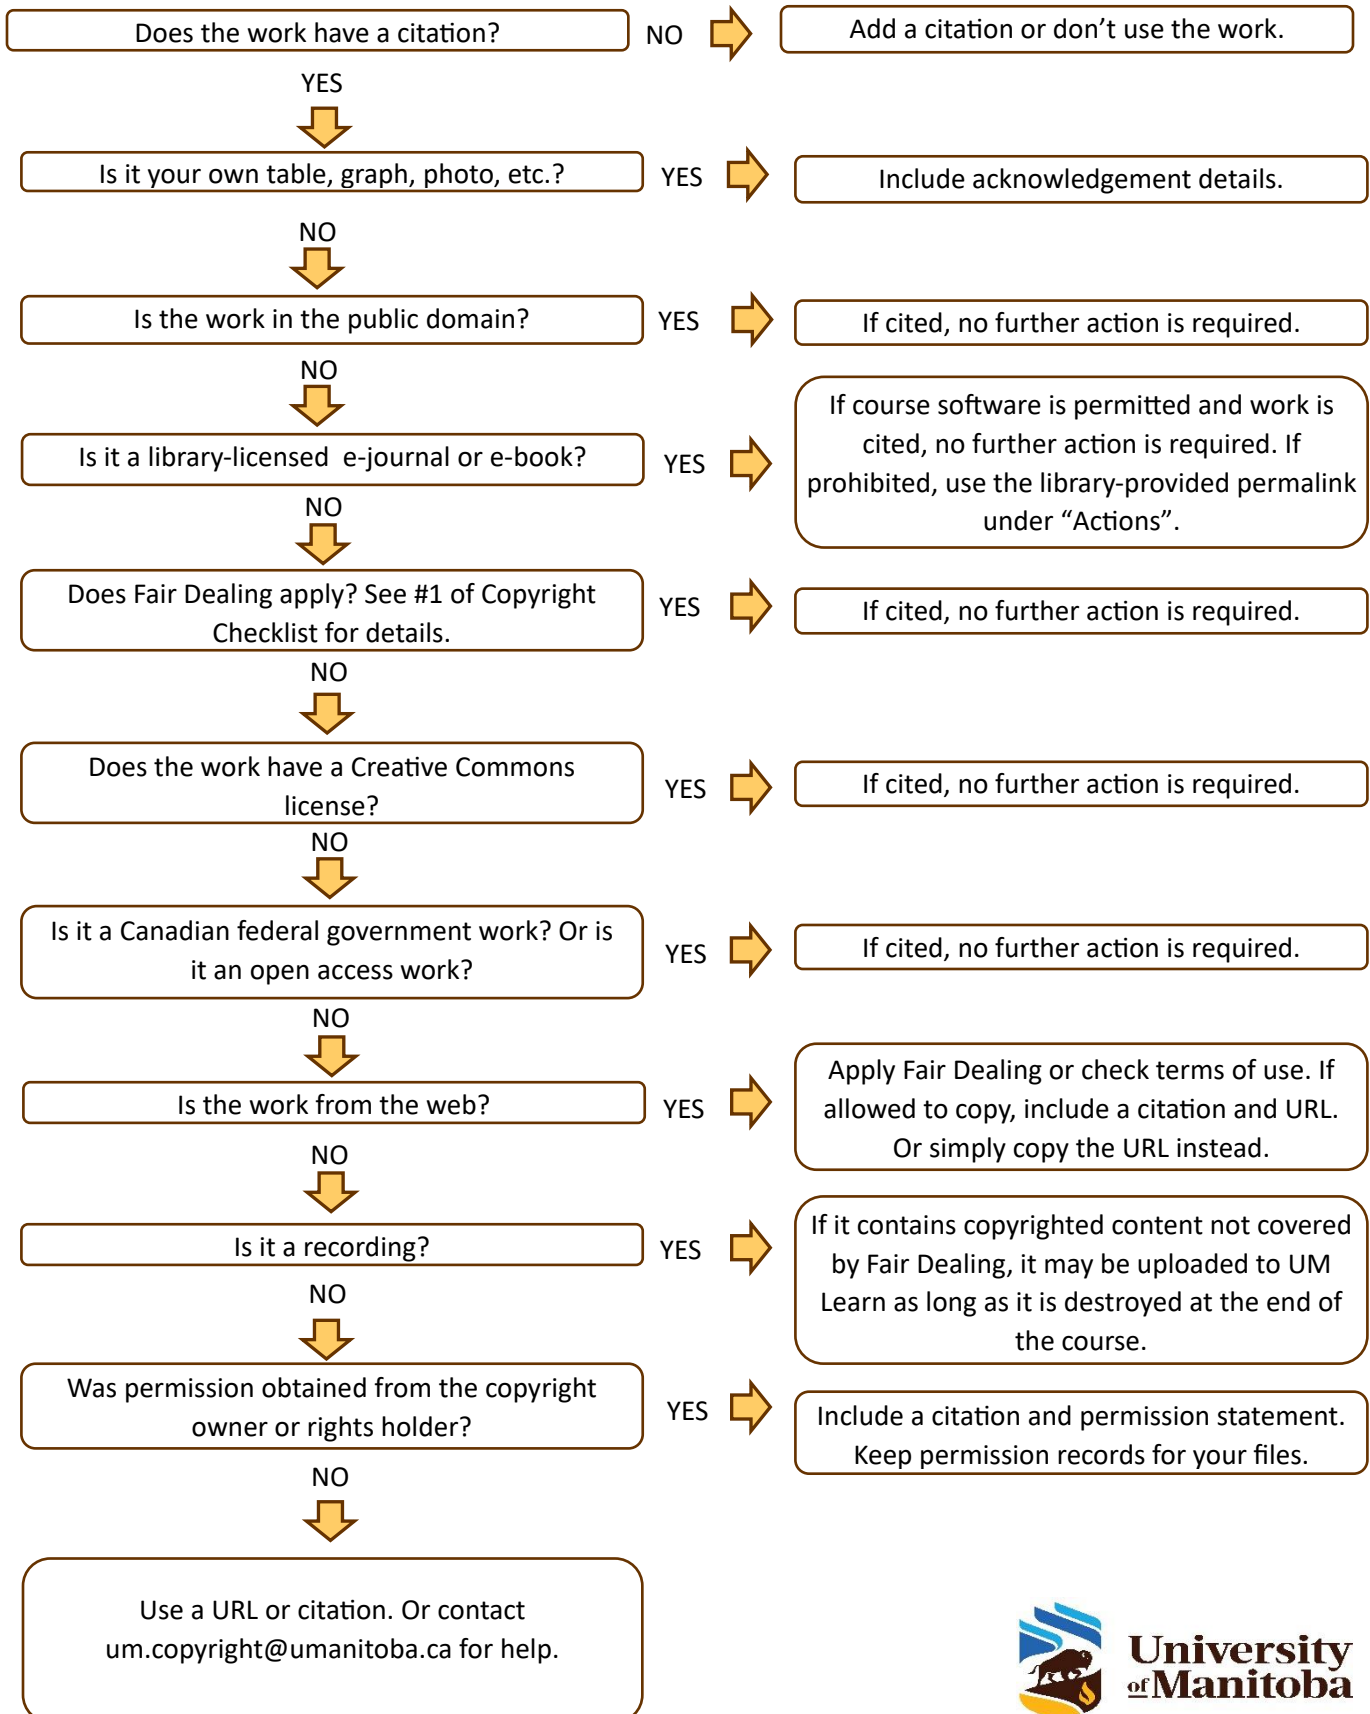 Does the work have a citation?
NO
Add a citation or don’t use the work.
YES
Is it your own table, graph, photo, etc.?
YES
Include acknowledgement details.
NO
Is the work in the public domain?
YES
If cited, no further action is required.
NO
Is it a library-licensed e-journal or e-book?
YES
If course software is permitted and work is
cited, no further action is required. If
prohibited, use the library-provided permalink
under “Actions”.
NO
Does Fair Dealing apply? See #1 of Copyright
Checklist for details.
YES
If cited, no further action is required.
NO
Does the work have a Creative Commons
license?
YES
If cited, no further action is required.
NO
Is it a Canadian federal government work? Or is
it an open access work?
YES
If cited, no further action is required.
NO
Is the work from the web?
YES
Apply Fair Dealing or check terms of use. If
allowed to copy, include a citation and URL.
Or simply copy the URL instead.
NO
Is it a recording?
YES
If it contains copyrighted content not covered
by Fair Dealing, it may be uploaded to UM
Learn as long as it is destroyed at the end of
the course.
NO
Was permission obtained from the copyright
owner or rights holder?
YES
Include a citation and permission statement.
Keep permission records for your files.
NO
Use a URL or citation. Or contact
um.copyright@umanitoba.ca for help.
University
of Manitoba